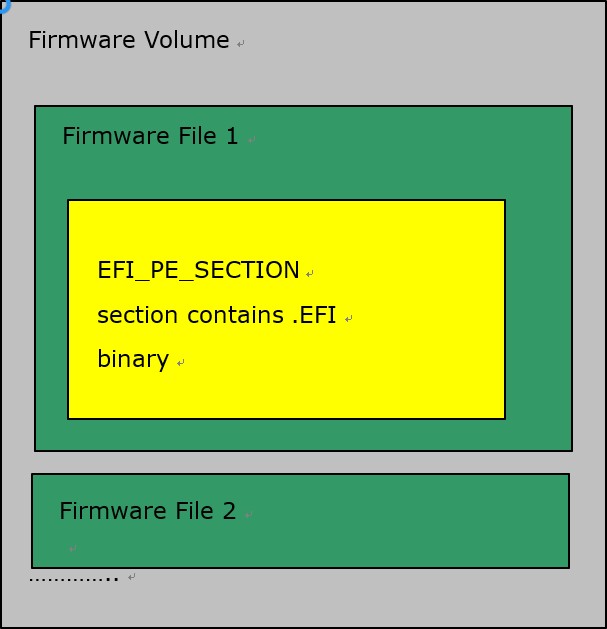 Firmware Volume
Firmware File 1
EFI_PE_SECTION
section contains .EFI
binary
Firmware File 2
…………..